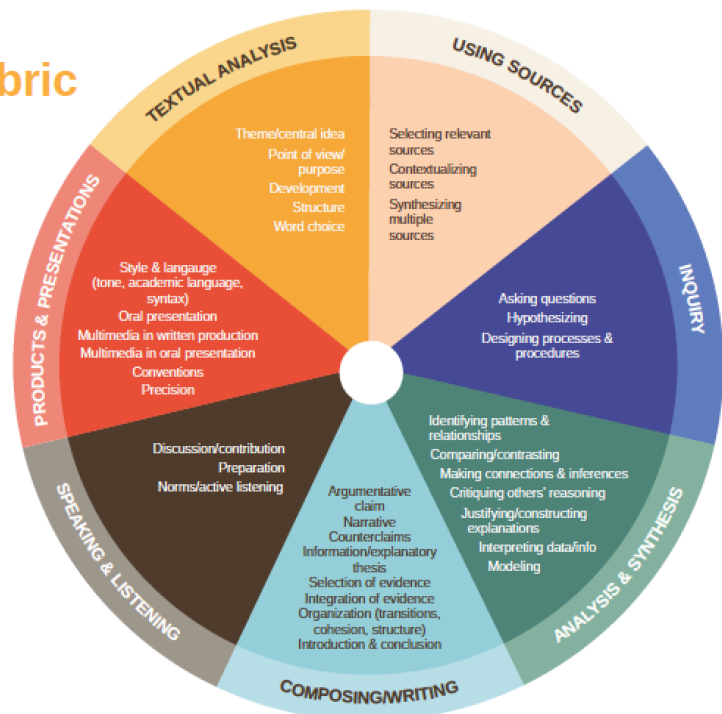 bric
TEXTUAL ANALYSIS
Theme/central idea
Point of view/
purpose
Development
Structure
Word choice
USING SOURCES
Selecting relevant
sources
Contextualizing
sources
Synthesizing
multiple
sources
INQUIRY
Asking questions
Hypothesizing
Designing processes &
procedures
ANALYSIS & SYNTHESIS
Identifying patterns &
relationships
Comparing/contrasting
Making connections & inferences
Critiquing others' reasoning
Justifying/constructing
explanations
Interpreting data/info
Modeling
COMPOSING/WRITING
Argumentative
claim
Narrative
Counterclaims
Information/explanatory
thesis
Selection of evidence
Integration of evidence
Organization (transitions,
cohesion, structure)
Introduction & conclusion
SPEAKING & LISTENING
Discussion/contribution
Preparation
Norms/active listening
PRODUCTS & PRESENTATIONS
Style & langauge
(tone, academic language,
syntax)
Oral presentation
Multimedia in written production
Multimedia in oral presentation
Conventions
Precision